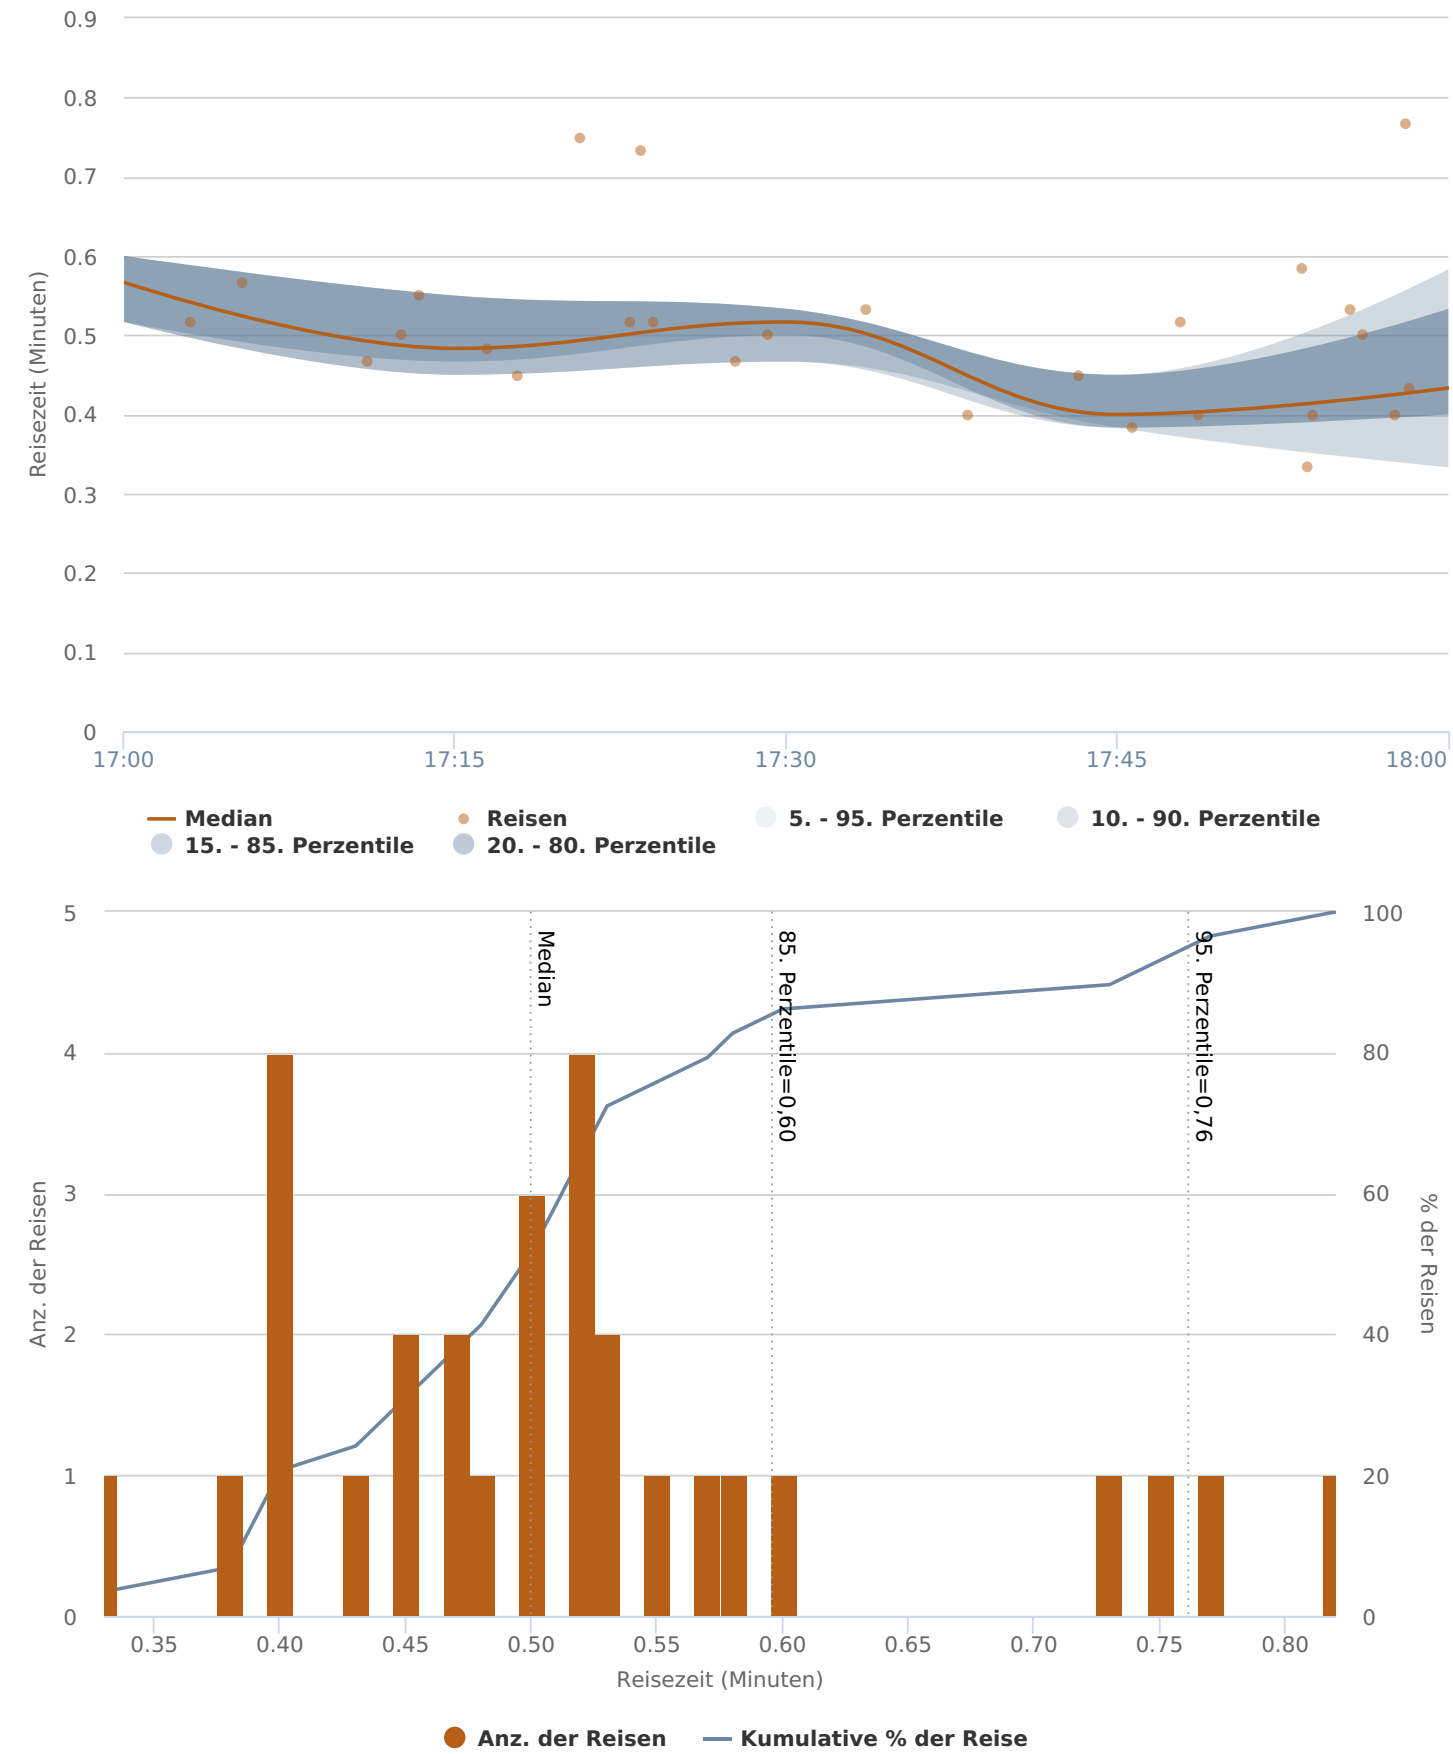 0.9
0.8
0.7
0.6
0.5
0.4
0.3
0.2
0.1
0
Reisezeit (Minuten)
17:00 17:15 17:30 17:45 18:00
Median Reisen 5. - 95. Perzentile 10. - 90. Perzentile
15. - 85. Perzentile 20. - 80. Perzentile
5 100
4 80
3 60
2 40
1 20
0 0
Anz. der Reisen
% der Reisen
Median
85. Perzentile=0,60
95. Perzentile=0,76
0.35 0.40 0.45 0.50 0.55 0.60 0.65 0.70 0.75 0.80
Reisezeit (Minuten)
Anz. der Reisen Kumulative % der Reise